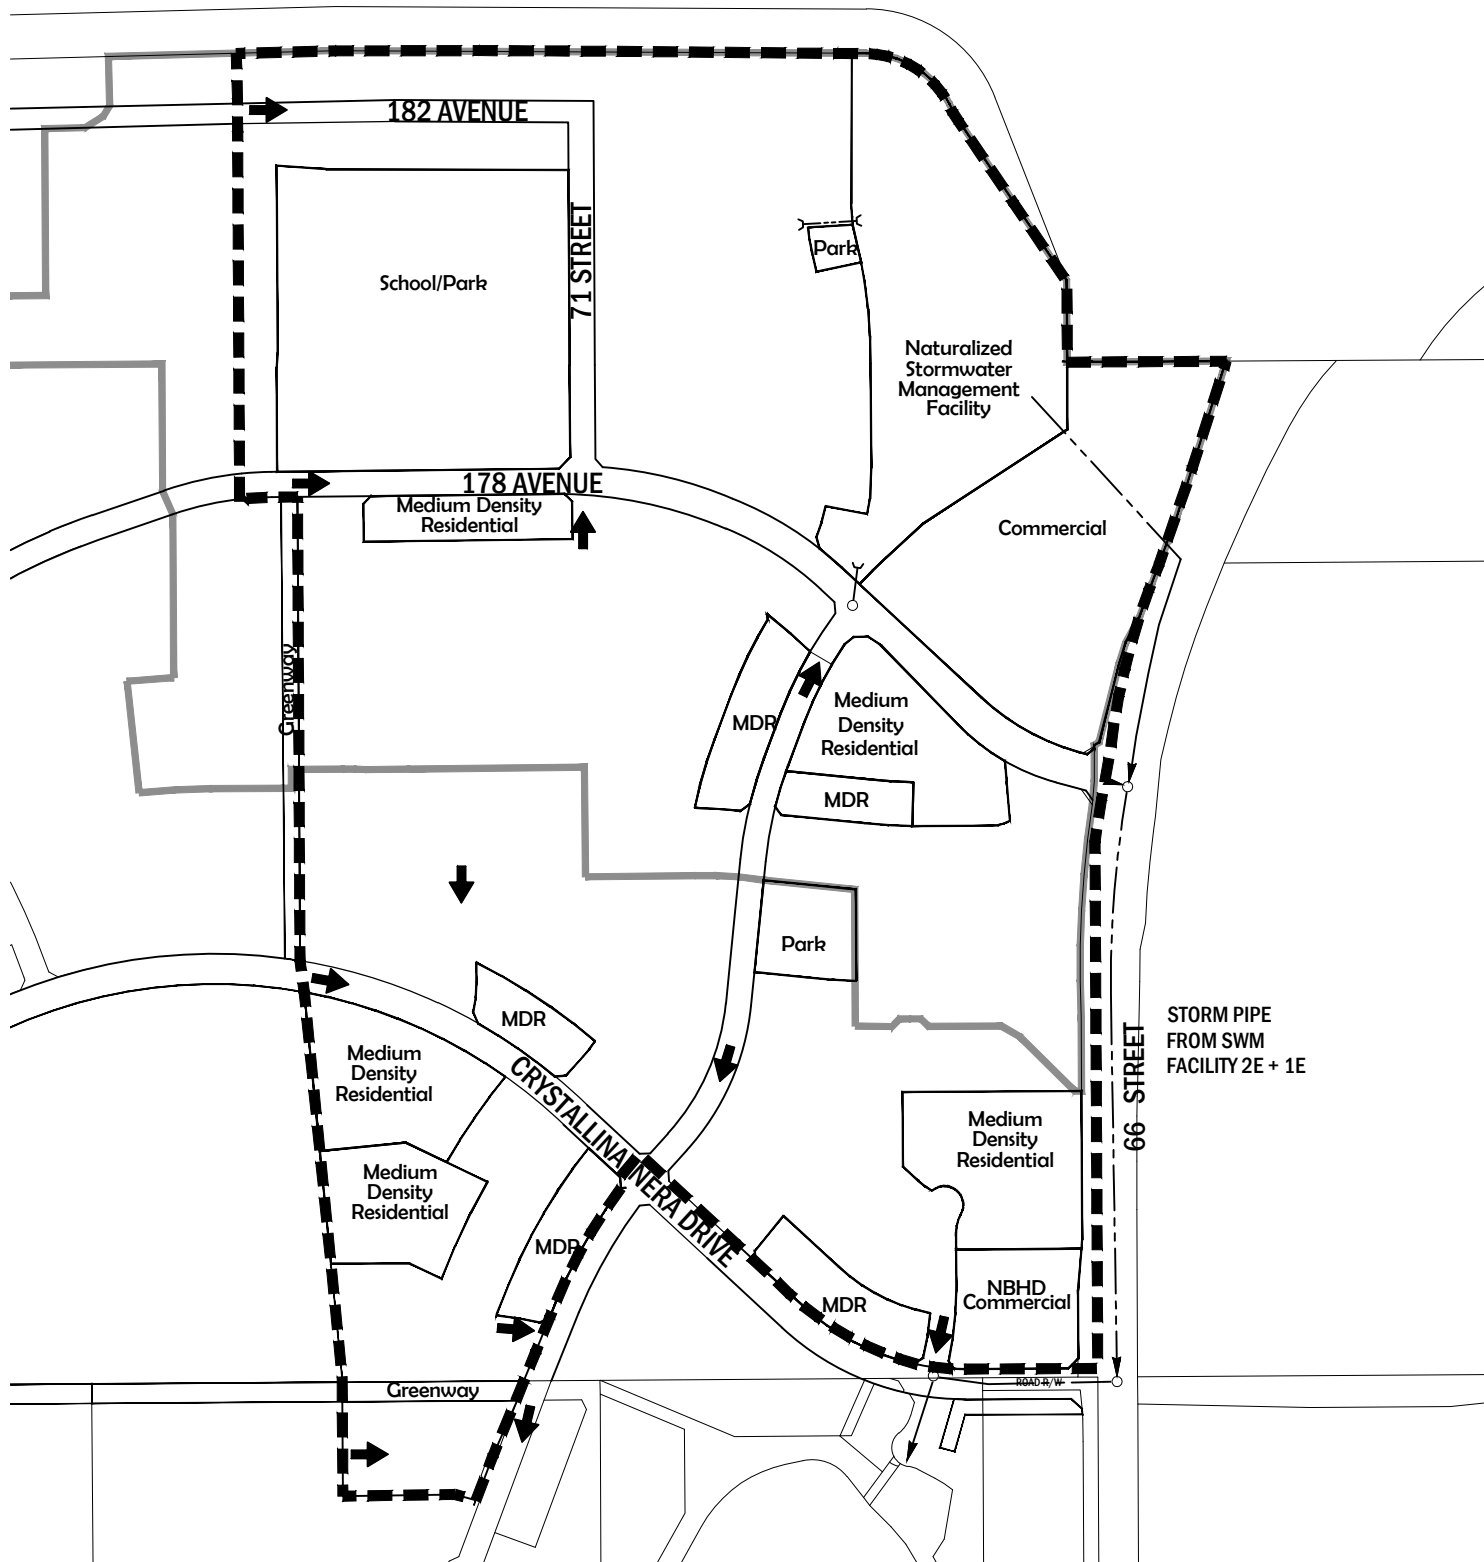 182 AVENUE
71 STREET
Park
School/Park
Naturalized
Stormwater
Management
Facility
178 AVENUE
Medium Density
Residential
Commercial
Greenway
MDR
Medium
Density
Residential
MDR
Park
MDR
STORM PIPE
FROM SWM
FACILITY 2E + 1E
66 STREET
Medium
Density
Residential
CRYSTALLINA NERA DRIVE
Medium
Density
Residential
Medium
Density
Residential
MDR
NBHD
Commercial
MDR
Greenway
ROAD R/W